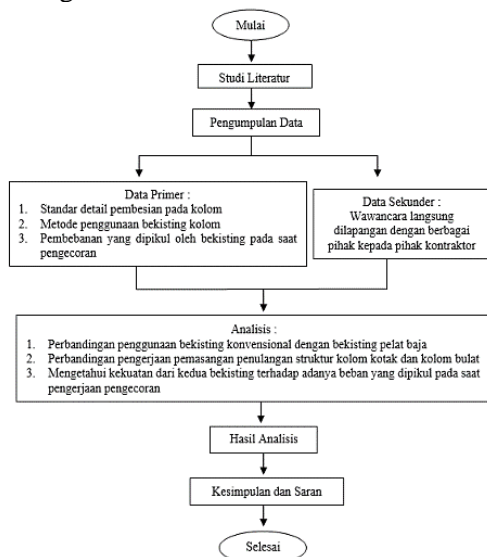 Mulai
Studi Literatur
Pengumpulan Data
Data Primer :
1. Standar detail pembesian pada kolom
2. Metode penggunaan bekisting kolom
3. Pembebanan yang dipikul oleh bekisting pada saat
pengecoran
Data Sekunder :
Wawancara langsung
dilapangan dengan berbagai
pihak kepada pihak kontraktor
Analisis :
1. Perbandingan penggunaan bekisting konvensional dengan bekisting pelat baja
2. Perbandingan pengerjaan pemasangan penulangan struktur kolom kotak dan kolom bulat
3. Mengetahui kekuatan dari kedua bekisting terhadap adanya beban yang dipikul pada saat
pengerjaan pengecoran
Hasil Analisis
Kesimpulan dan Saran
Selesai